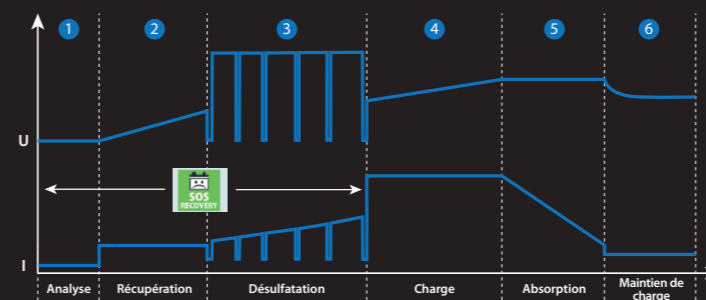 1 2 3 4 5 6
U
SOS
RECOVERY
I
Analyse Récupération Désulfatation Charge Absorption Maintien de
charge